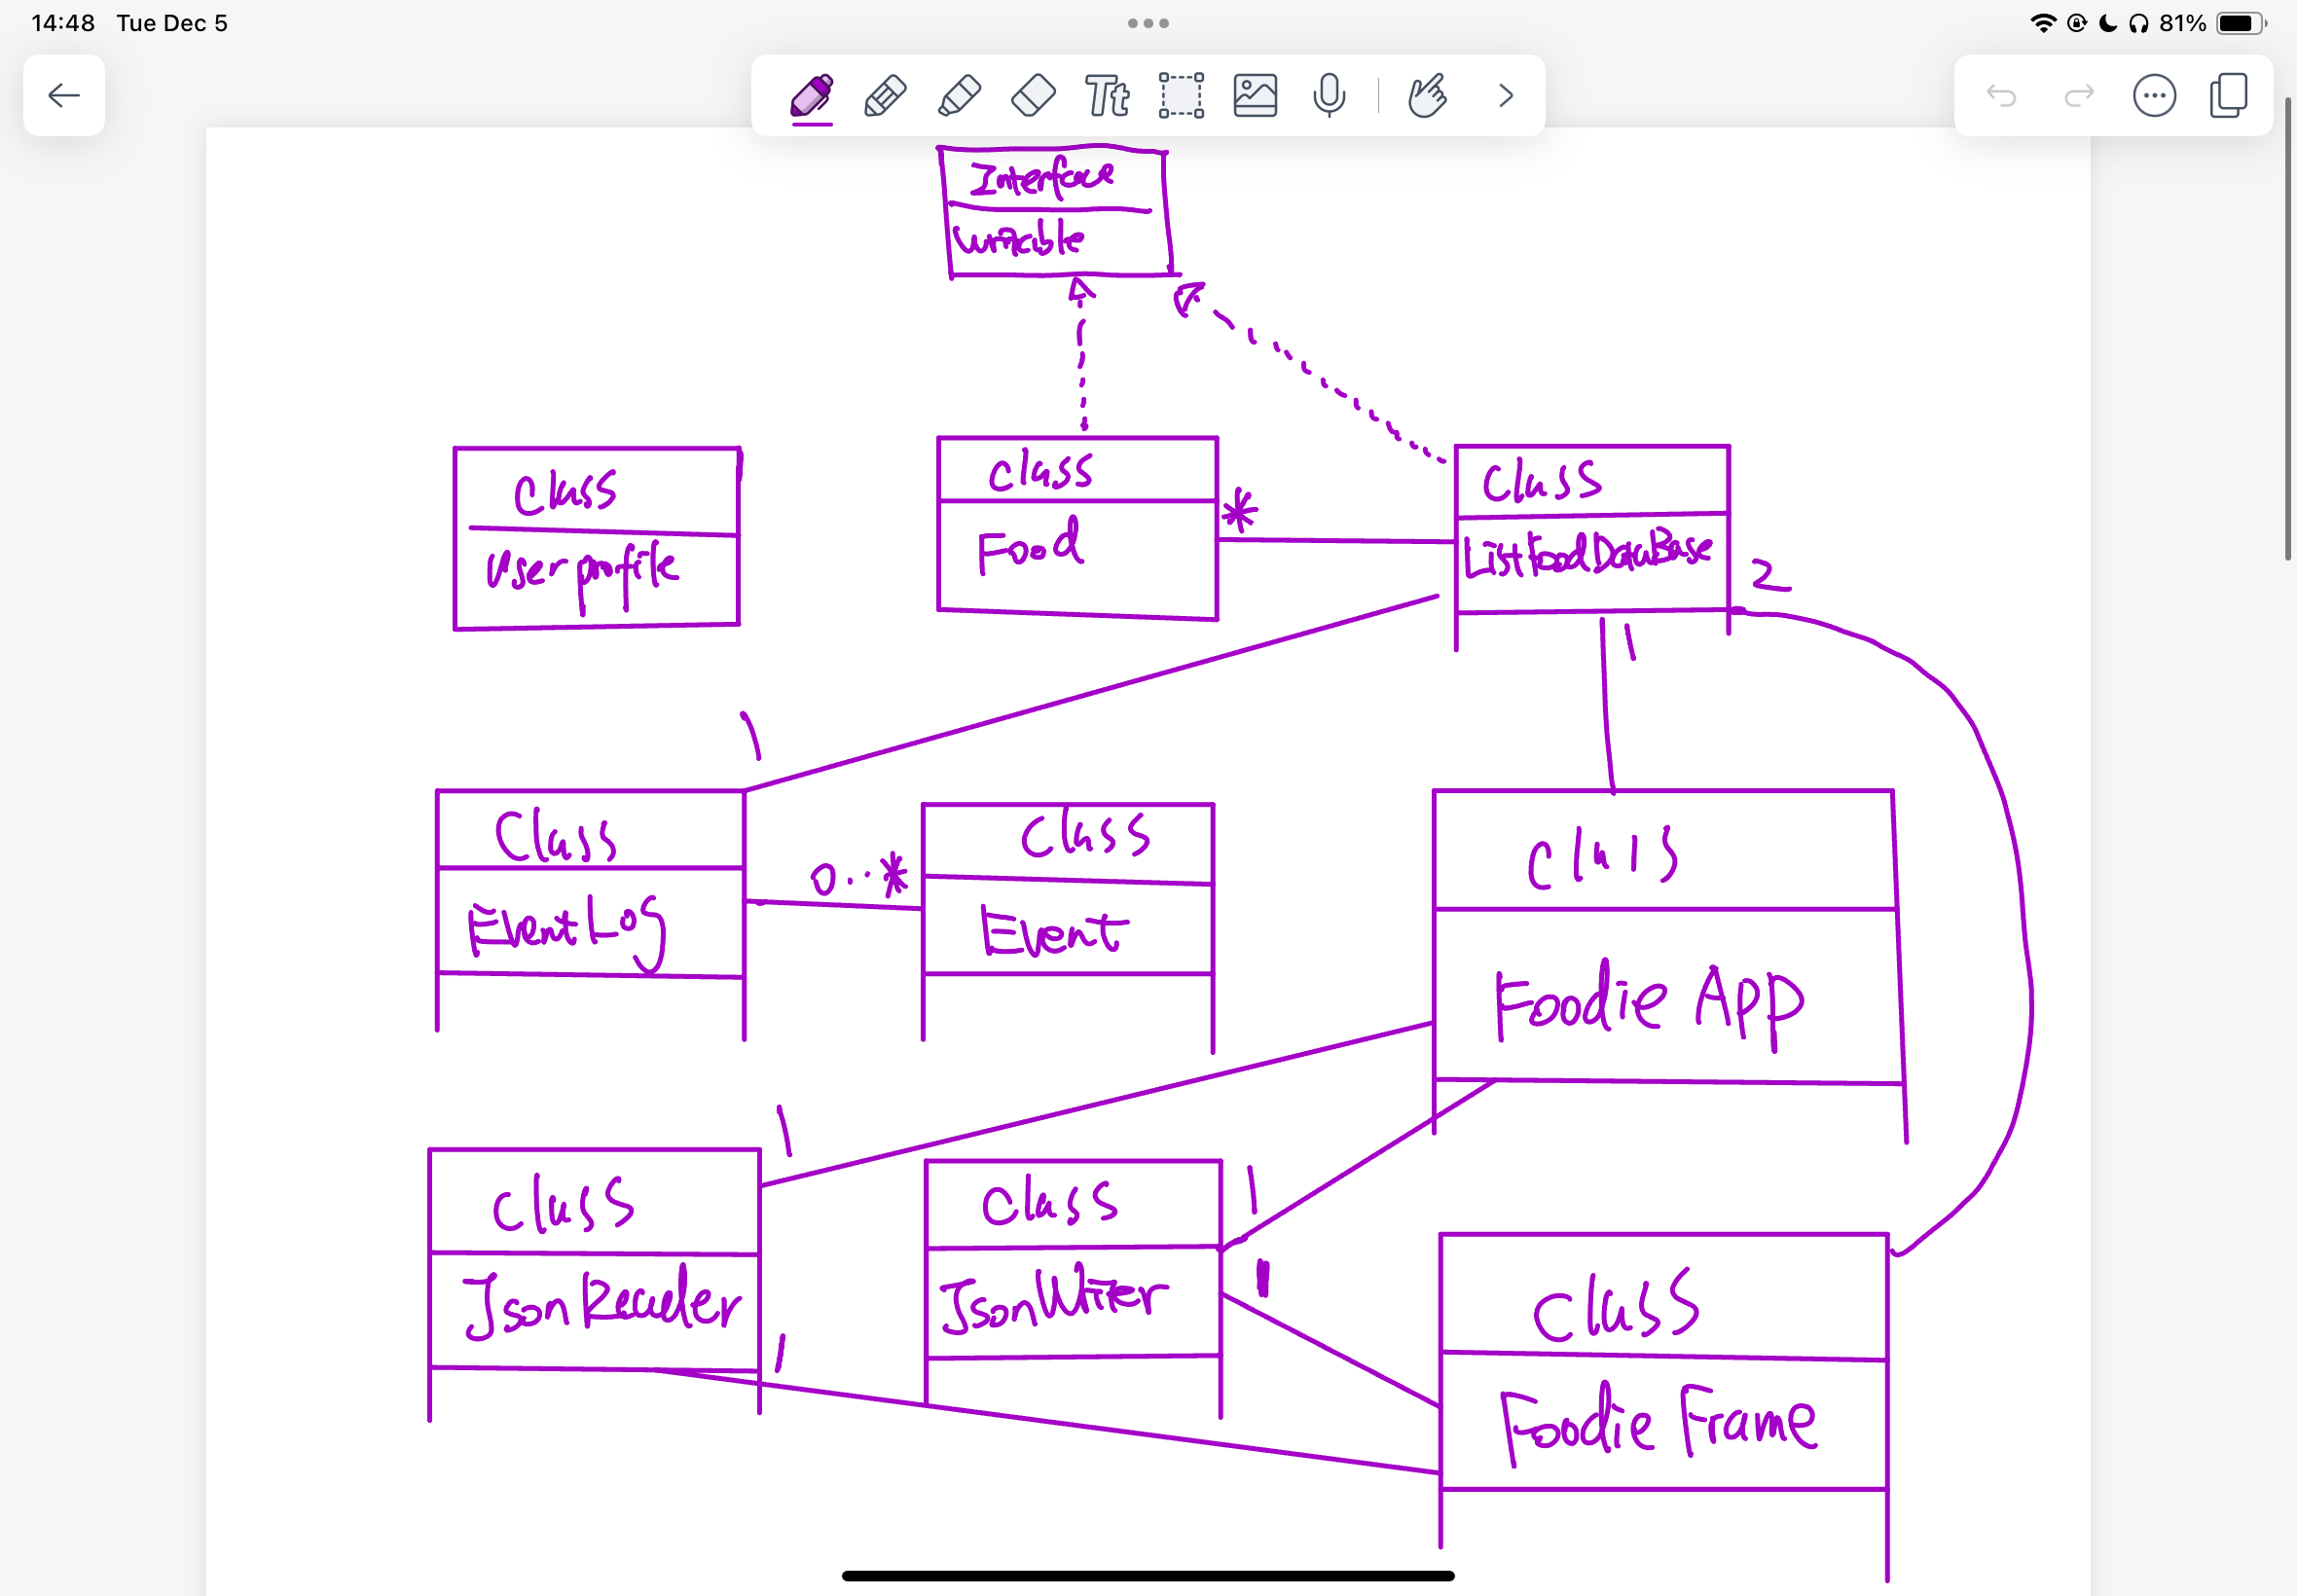 14:48 Tue Dec 5
81%
Tt
Interface
Writable
Class
Userprofile
Class
Food
*
Class
ListFoodDataBase
2
1
1
Class
EventLog
0..*
Class
Event
Class
Foodie App
1
Class
JsonReader
1
Class
JsonWriter
1
1
Class
Foodie Frame